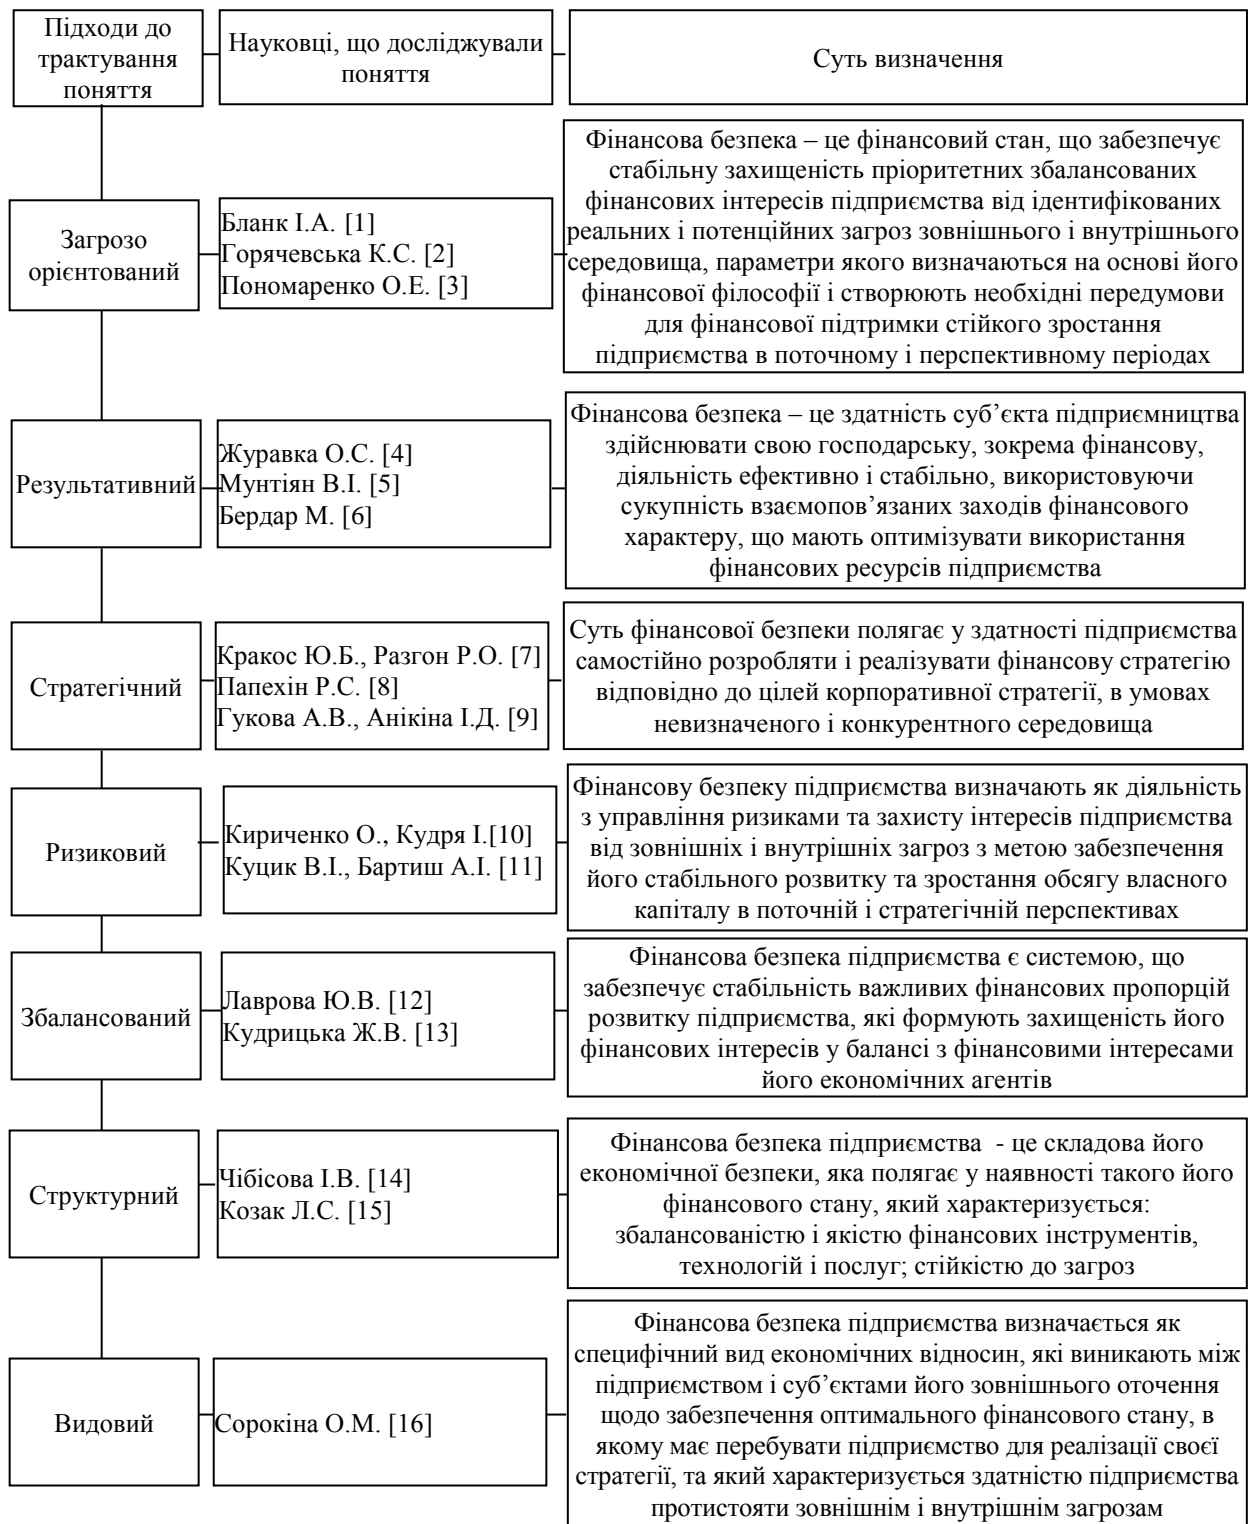 Підходи до
трактування
поняття
Науковці, що досліджували
поняття
Суть визначення
Загрозо
орієнтований
Бланк І.А. [1]
Горячевська К.С. [2]
Пономаренко О.Е. [3]
Фінансова безпека – це фінансовий стан, що забезпечує
стабільну захищеність пріоритетних збалансованих
фінансових інтересів підприємства від ідентифікованих
реальних і потенційних загроз зовнішнього і внутрішнього
середовища, параметри якого визначаються на основі його
фінансової філософії і створюють необхідні передумови
для фінансової підтримки стійкого зростання
підприємства в поточному і перспективному періодах
Результативний
Журавка О.С. [4]
Мунтіян В.І. [5]
Бердар М. [6]
Фінансова безпека – це здатність суб’єкта підприємництва
здійснювати свою господарську, зокрема фінансову,
діяльність ефективно і стабільно, використовуючи
сукупність взаємопов’язаних заходів фінансового
характеру, що мають оптимізувати використання
фінансових ресурсів підприємства
Стратегічний
Кракос Ю.Б., Разгон Р.О. [7]
Папехін Р.С. [8]
Гукова А.В., Анікіна І.Д. [9]
Суть фінансової безпеки полягає у здатності підприємства
самостійно розробляти і реалізувати фінансову стратегію
відповідно до цілей корпоративної стратегії, в умовах
невизначеного і конкурентного середовища
Ризиковий
Кириченко О., Кудря І.[10]
Куцик В.І., Бартиш А.І. [11]
Фінансову безпеку підприємства визначають як діяльність
з управління ризиками та захисту інтересів підприємства
від зовнішніх і внутрішніх загроз з метою забезпечення
його стабільного розвитку та зростання обсягу власного
капіталу в поточній і стратегічній перспективах
Збалансований
Лаврова Ю.В. [12]
Кудрицька Ж.В. [13]
Фінансова безпека підприємства є системою, що
забезпечує стабільність важливих фінансових пропорцій
розвитку підприємства, які формують захищеність його
фінансових інтересів у балансі з фінансовими інтересами
його економічних агентів
Структурний
Чібісова І.В. [14]
Козак Л.С. [15]
Фінансова безпека підприємства - це складова його
економічної безпеки, яка полягає у наявності такого його
фінансового стану, який характеризується:
збалансованістю і якістю фінансових інструментів,
технологій і послуг; стійкістю до загроз
Видовий
Сорокіна О.М. [16]
Фінансова безпека підприємства визначається як
специфічний вид економічних відносин, які виникають між
підприємством і суб’єктами його зовнішнього оточення
щодо забезпечення оптимального фінансового стану, в
якому має перебувати підприємство для реалізації своєї
стратегії, та який характеризується здатністю підприємства
протистояти зовнішнім і внутрішнім загрозам